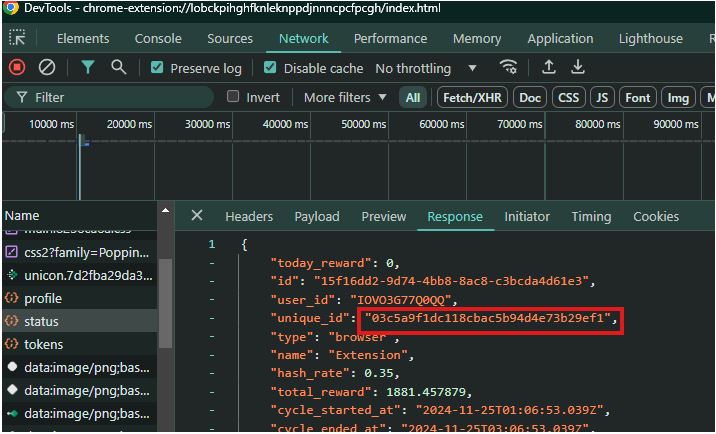 DevTools - chrome-extension://lobckpihghfknleknppdjnnncpcfpcgh/index.html
Elements Console Sources Network Performance Memory Application Lighthouse
Preserve log Disable cache No throttling
Filter Invert More filters All Fetch/XHR Doc CSS JS Font Img M
10000 ms 20000 ms 30000 ms 40000 ms 50000 ms 60000 ms 70000 ms 80000 ms 90000 ms
Name
css2?family=Poppin...
unicon.7d2fba29da3...
profile
status
tokens
data:image/png;bas...
data:image/png;bas...
data:image/png;bas...
Headers Payload Preview Response Initiator Timing Cookies
1 {
- "today_reward": 0,
- "id": "15f16dd2-9d74-4bb8-8ac8-c3bcda4d61e3",
- "user_id": "IOVO3G77Q0QQ",
- "unique_id": "03c5a9f1dc118cbac5b94d4e73b29ef1",
- "type": "browser",
- "name": "Extension",
- "hash_rate": 0.35,
- "total_reward": 1881.457879,
- "cycle_started_at": "2024-11-25T01:06:53.039Z",
- "cycle_ended_at": "2024-11-25T01:06:53.039Z",